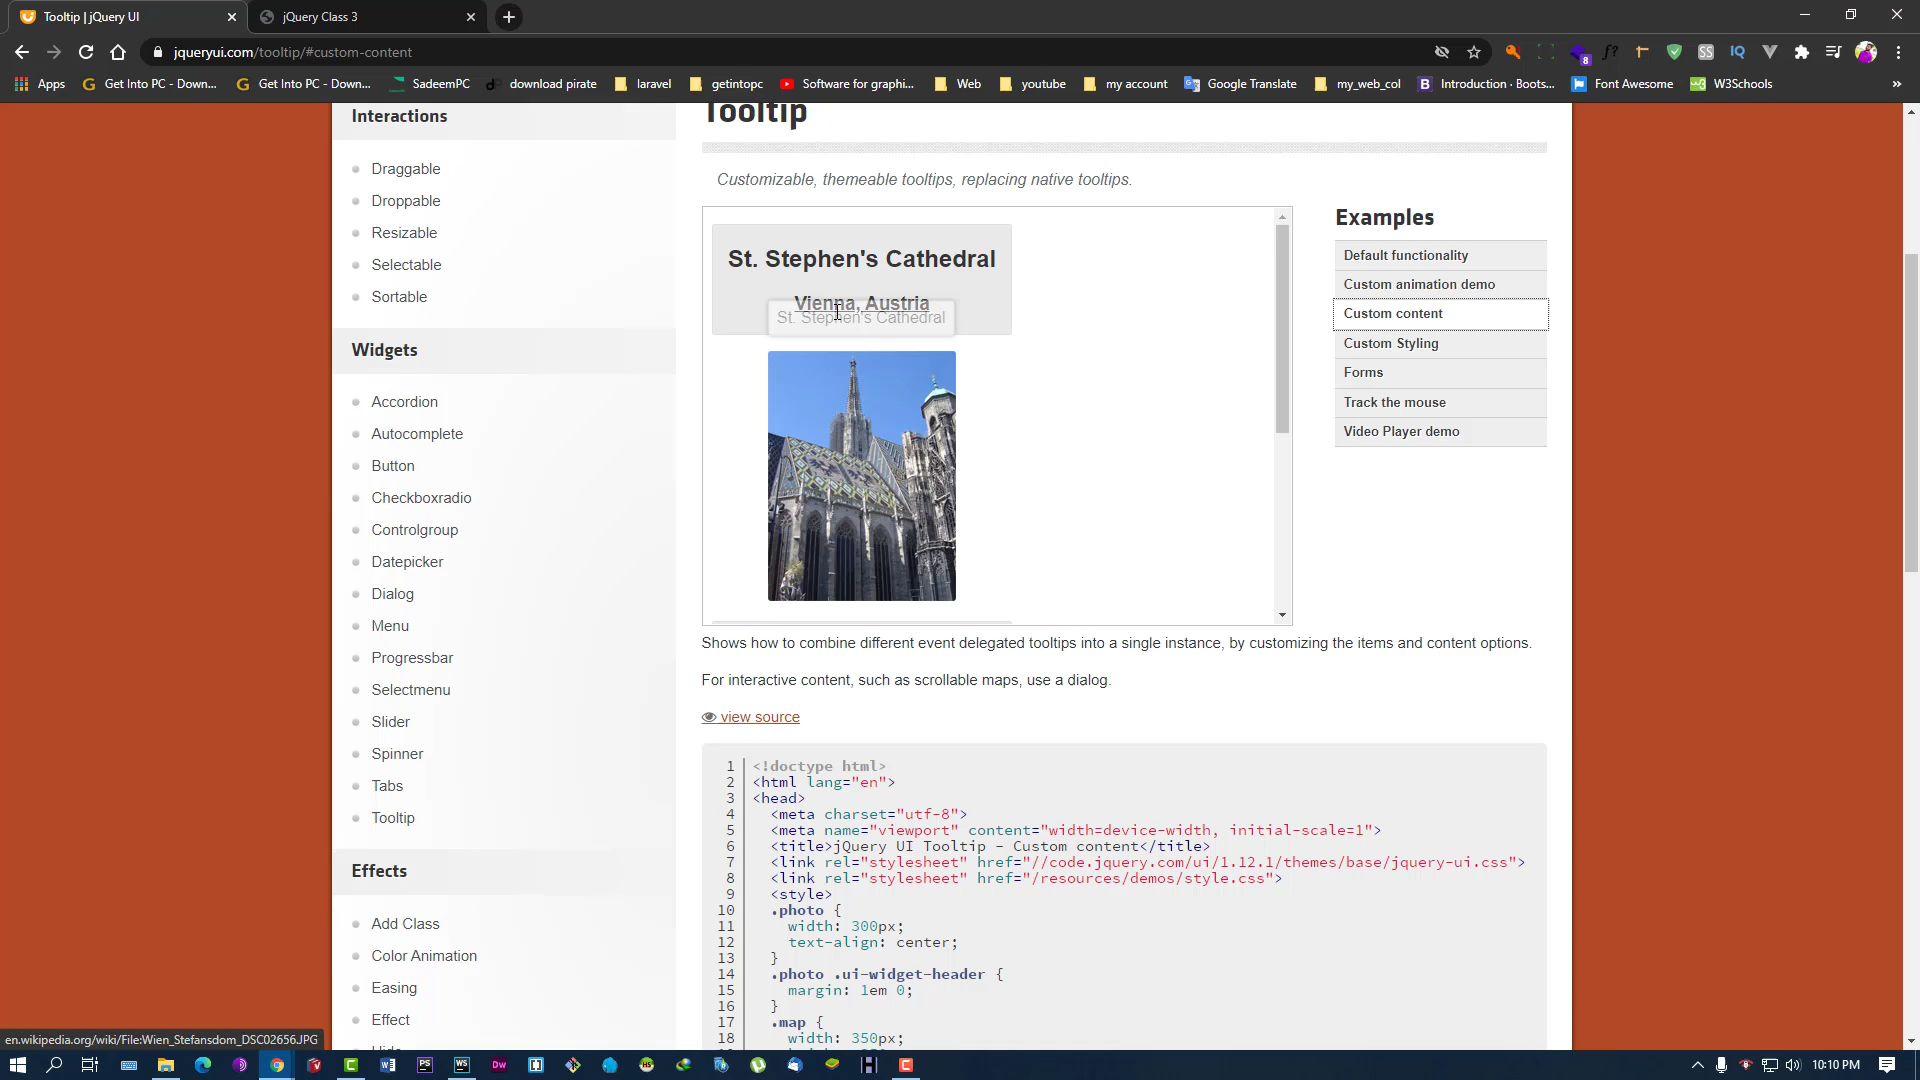 Tooltip | jQuery UI
jQuery Class 3
jqueryui.com/tooltip/#custom-content
8
Apps
Get Into PC - Down...
Get Into PC - Down...
SadeemPC
download pirate
laravel
getintopc
Software for graphi...
Web
youtube
my account
Google Translate
my_web_col
Introduction · Boots...
Font Awesome
W3Schools
Interactions
Draggable
Droppable
Resizable
Selectable
Sortable
Widgets
Accordion
Autocomplete
Button
Checkboxradio
Controlgroup
Datepicker
Dialog
Menu
Progressbar
Selectmenu
Slider
Spinner
Tabs
Tooltip
Effects
Add Class
Color Animation
Easing
Effect
Hide
Tooltip
Customizable, themeable tooltips, replacing native tooltips.
St. Stephen's Cathedral
Vienna, Austria
St. Stephen's Cathedral
Examples
Default functionality
Custom animation demo
Custom content
Custom Styling
Forms
Track the mouse
Video Player demo
Shows how to combine different event delegated tooltips into a single instance, by customizing the items and content options.
For interactive content, such as scrollable maps, use a dialog.
view source
1 <!doctype html>
2 <html lang="en">
3 <head>
4 <meta charset="utf-8">
5 <meta name="viewport" content="width=device-width, initial-scale=1">
6 <title>jQuery UI Tooltip - Custom content</title>
7 <link rel="stylesheet" href="//code.jquery.com/ui/1.12.1/themes/base/jquery-ui.css">
8 <link rel="stylesheet" href="/resources/demos/style.css">
9 <style>
10 .photo {
11 width: 300px;
12 text-align: center;
13 }
14 .photo .ui-widget-header {
15 margin: 1em 0;
16 }
17 .map {
18 width: 350px;
en.wikipedia.org/wiki/File:Wien_Stefansdom_DSC02656.JPG
10:10 PM